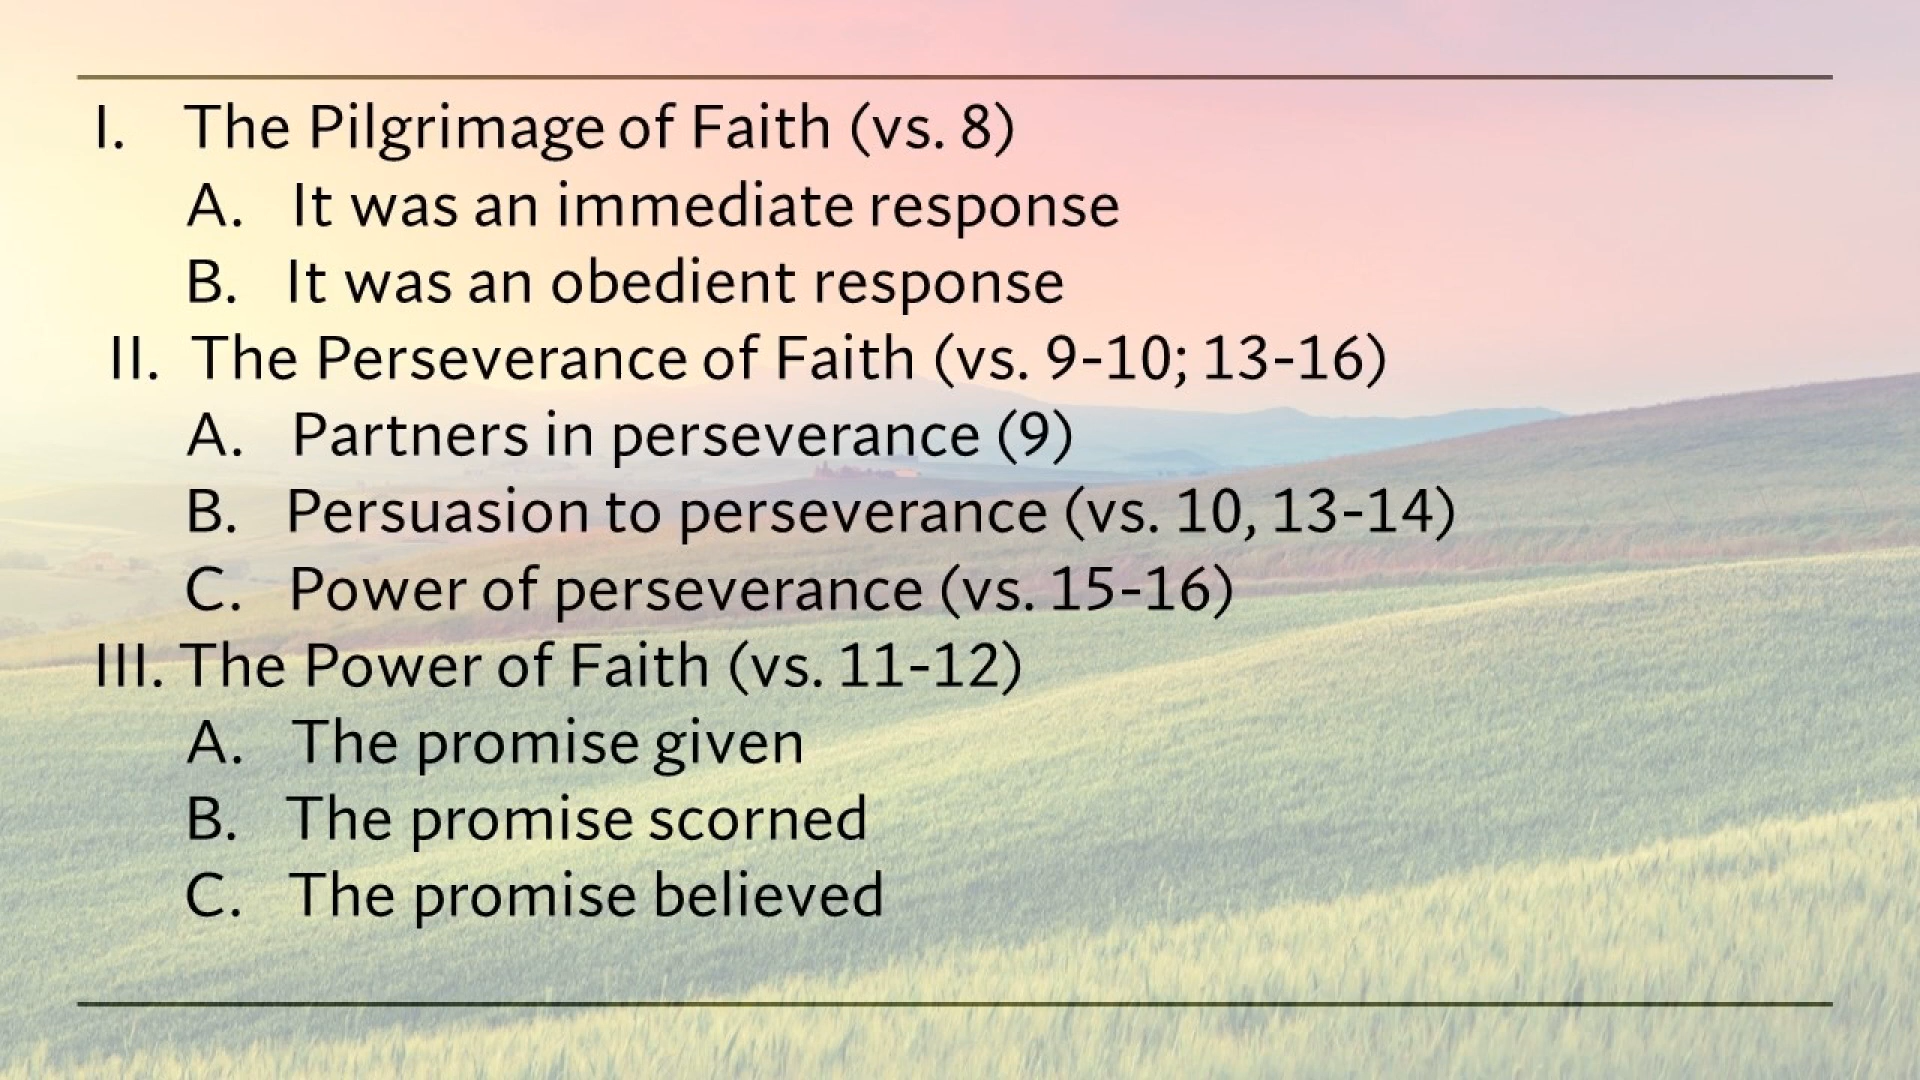 I. The Pilgrimage of Faith (vs. 8)
A. It was an immediate response
B. It was an obedient response
II. The Perseverance of Faith (vs. 9-10; 13-16)
A. Partners in perseverance (9)
B. Persuasion to perseverance (vs. 10, 13-14)
C. Power of perseverance (vs. 15-16)
III. The Power of Faith (vs. 11-12)
A. The promise given
B. The promise scorned
C. The promise believed